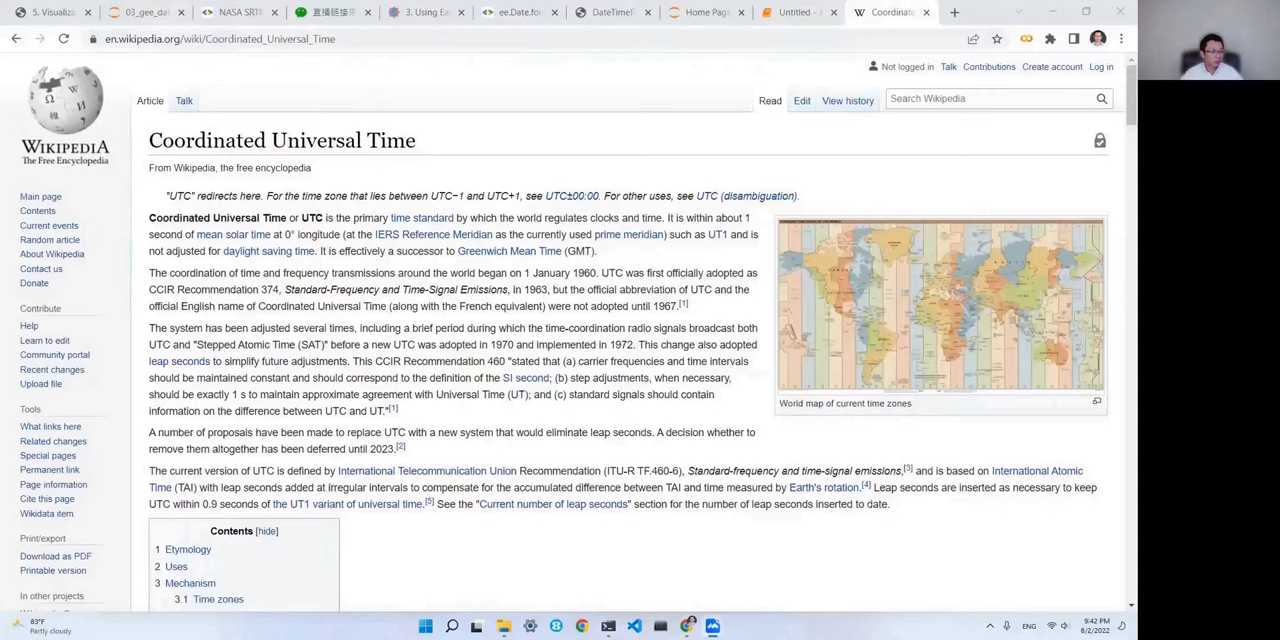 5. Visualizi
03_gee_da
NASA SRTM
直播链接
3. Using Ea
ee.Date.for
DateTimeF
Home Page
Untitled -
Coordinat
en.wikipedia.org/wiki/Coordinated_Universal_Time
Not logged in Talk Contributions Create account Log in
Article Talk
Read Edit View history
Search Wikipedia
WIKIPEDIA
The Free Encyclopedia
Main page
Contents
Current events
Random article
About Wikipedia
Contact us
Donate
Contribute
Help
Learn to edit
Community portal
Recent changes
Upload file
Tools
What links here
Related changes
Special pages
Permanent link
Page information
Cite this page
Wikidata item
Print/export
Download as PDF
Printable version
In other projects
Coordinated Universal Time
From Wikipedia, the free encyclopedia
"UTC" redirects here. For the time zone that lies between UTC−1 and UTC+1, see UTC±00:00. For other uses, see UTC (disambiguation).
Coordinated Universal Time or UTC is the primary time standard by which the world regulates clocks and time. It is within about 1
second of mean solar time at 0° longitude (at the IERS Reference Meridian as the currently used prime meridian) such as UT1 and is
not adjusted for daylight saving time. It is effectively a successor to Greenwich Mean Time (GMT).
The coordination of time and frequency transmissions around the world began on 1 January 1960. UTC was first officially adopted as
CCIR Recommendation 374, Standard-Frequency and Time-Signal Emissions, in 1963, but the official abbreviation of UTC and the
official English name of Coordinated Universal Time (along with the French equivalent) were not adopted until 1967.[1]
The system has been adjusted several times, including a brief period during which the time-coordination radio signals broadcast both
UTC and "Stepped Atomic Time (SAT)" before a new UTC was adopted in 1970 and implemented in 1972. This change also adopted
leap seconds to simplify future adjustments. This CCIR Recommendation 460 "stated that (a) carrier frequencies and time intervals
should be maintained constant and should correspond to the definition of the SI second; (b) step adjustments, when necessary,
should be exactly 1 s to maintain approximate agreement with Universal Time (UT); and (c) standard signals should contain
information on the difference between UTC and UT."[1]
A number of proposals have been made to replace UTC with a new system that would eliminate leap seconds. A decision whether to
remove them altogether has been deferred until 2023.[2]
The current version of UTC is defined by International Telecommunication Union Recommendation (ITU-R TF.460-6), Standard-frequency and time-signal emissions,[3] and is based on International Atomic
Time (TAI) with leap seconds added at irregular intervals to compensate for the accumulated difference between TAI and time measured by Earth's rotation.[4] Leap seconds are inserted as necessary to keep
UTC within 0.9 seconds of the UT1 variant of universal time.[5] See the "Current number of leap seconds" section for the number of leap seconds inserted to date.
World map of current time zones
Contents [hide]
1 Etymology
2 Uses
3 Mechanism
3.1 Time zones
83°F
Partly cloudy
ENG
9:42 PM
8/2/2022